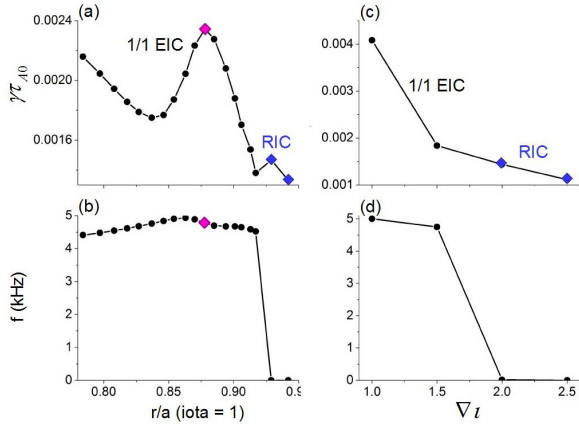 (a)
0.0024
0.0020
0.0016
γτ_A0
1/1 EIC
RIC
(c)
0.004
0.003
0.002
0.001
1/1 EIC
RIC
(b)
5
4
3
2
1
0
f (kHz)
0.80 0.85 0.90 0.9
r/a (iota = 1)
(d)
5
4
3
2
1
0
1.0 1.5 2.0 2.5
∇ι